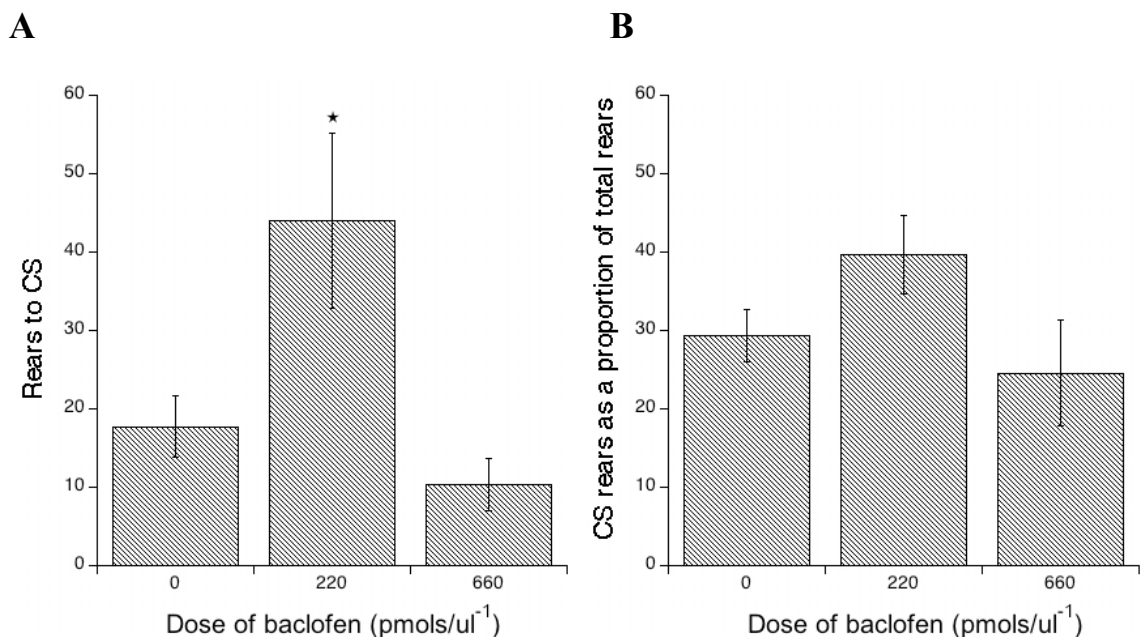 A
60
50
40
30
20
10
0
Rears to CS
★
0 220 660
Dose of baclofen (pmols/ul⁻¹)
B
60
50
40
30
20
10
0
CS rears as a proportion of total rears
0 220 660
Dose of baclofen (pmols/ul⁻¹)